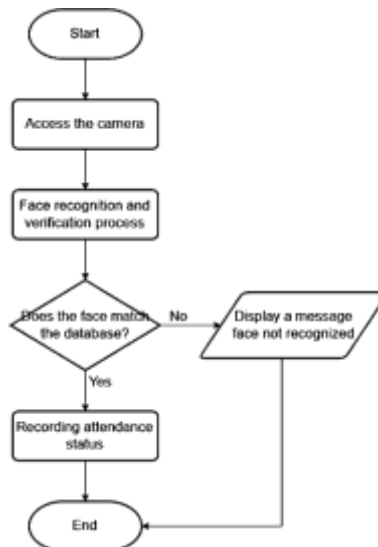 Start
Access the camera
Face recognition and
verification process
Does the face match
the database?
No
Display a message
face not recognized
Yes
Recording attendance
status
End